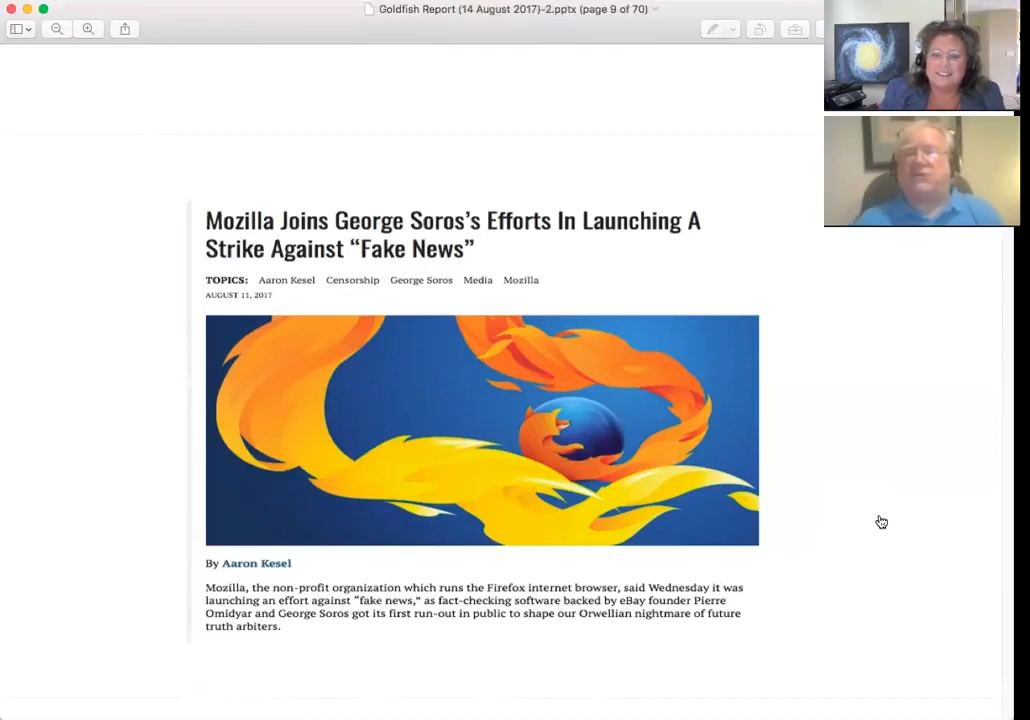 Goldfish Report (14 August 2017)-2.pptx (page 9 of 70)
Mozilla Joins George Soros's Efforts In Launching A
Strike Against “Fake News”
TOPICS: Aaron Kesel Censorship George Soros Media Mozilla
AUGUST 11, 2017
By Aaron Kesel
Mozilla, the non-profit organization which runs the Firefox internet browser, said Wednesday it was
launching an effort against “fake news,” as fact-checking software backed by eBay founder Pierre
Omidyar and George Soros got its first run-out in public to shape our Orwellian nightmare of future
truth arbiters.